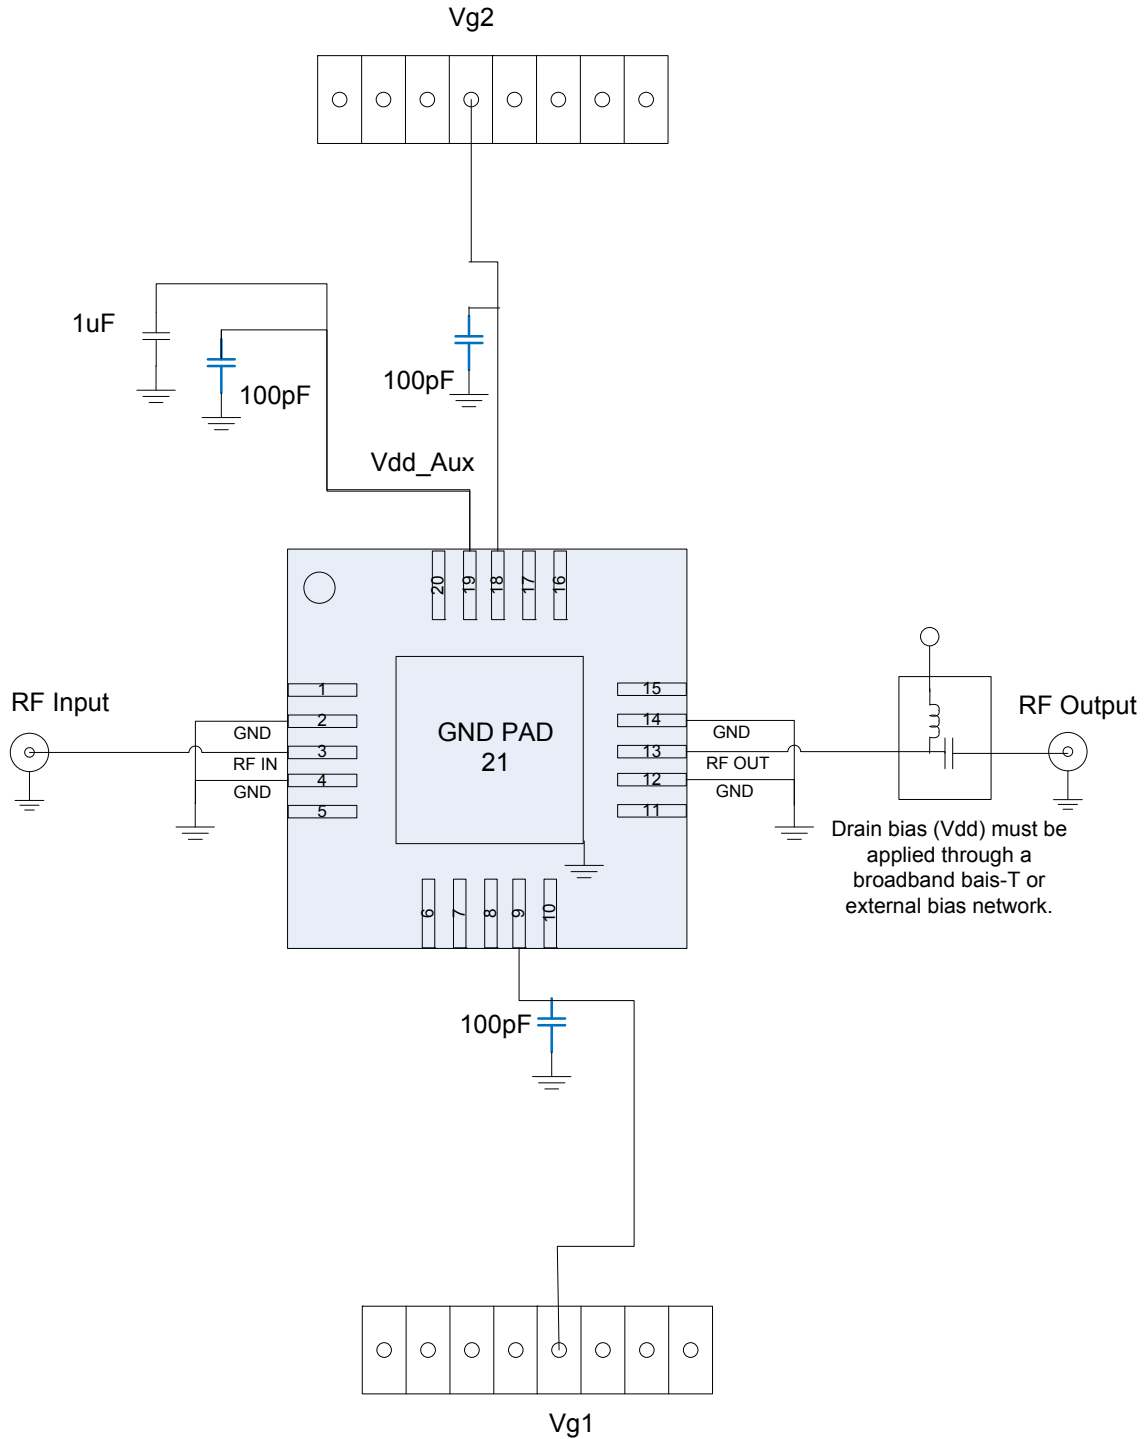 Vg2
1uF
100pF
100pF
Vdd_Aux
20
19
18
17
16
RF Input
1
2
GND
3
RF IN
4
GND
5
GND PAD
21
15
14
GND
13
RF OUT
12
GND
11
RF Output
Drain bias (Vdd) must be
applied through a
broadband bais-T or
external bias network.
6
7
8
9
10
100pF
Vg1